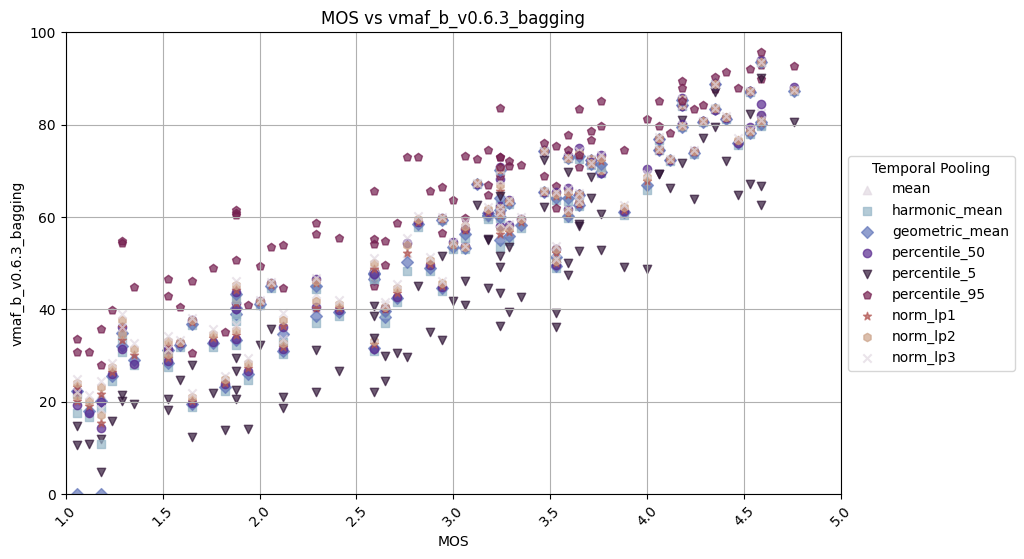 MOS vs vmaf_b_v0.6.3_bagging
100
80
60
40
20
0
vmaf_b_v0.6.3_bagging
1.0
1.5
2.0
2.5
3.0
3.5
4.0
4.5
5.0
MOS
Temporal Pooling
mean
harmonic_mean
geometric_mean
percentile_50
percentile_5
percentile_95
norm_lp1
norm_lp2
norm_lp3